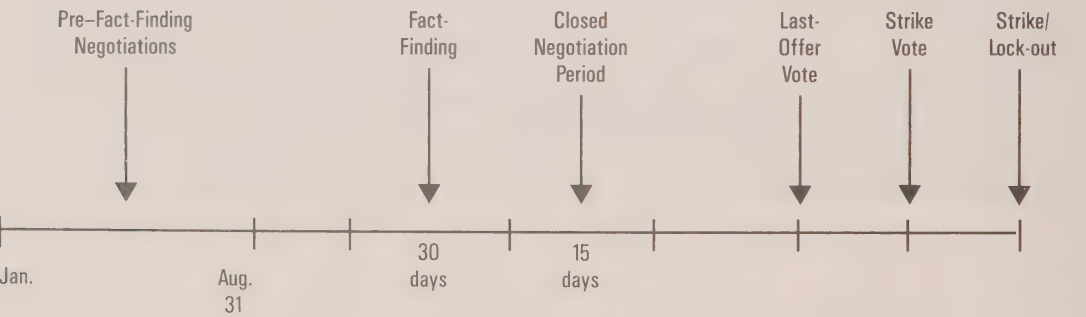 Pre–Fact-Finding
Negotiations
Fact-
Finding
Closed
Negotiation
Period
Last-
Offer
Vote
Strike
Vote
Strike/
Lock-out
Jan.
Aug.
31
30
days
15
days